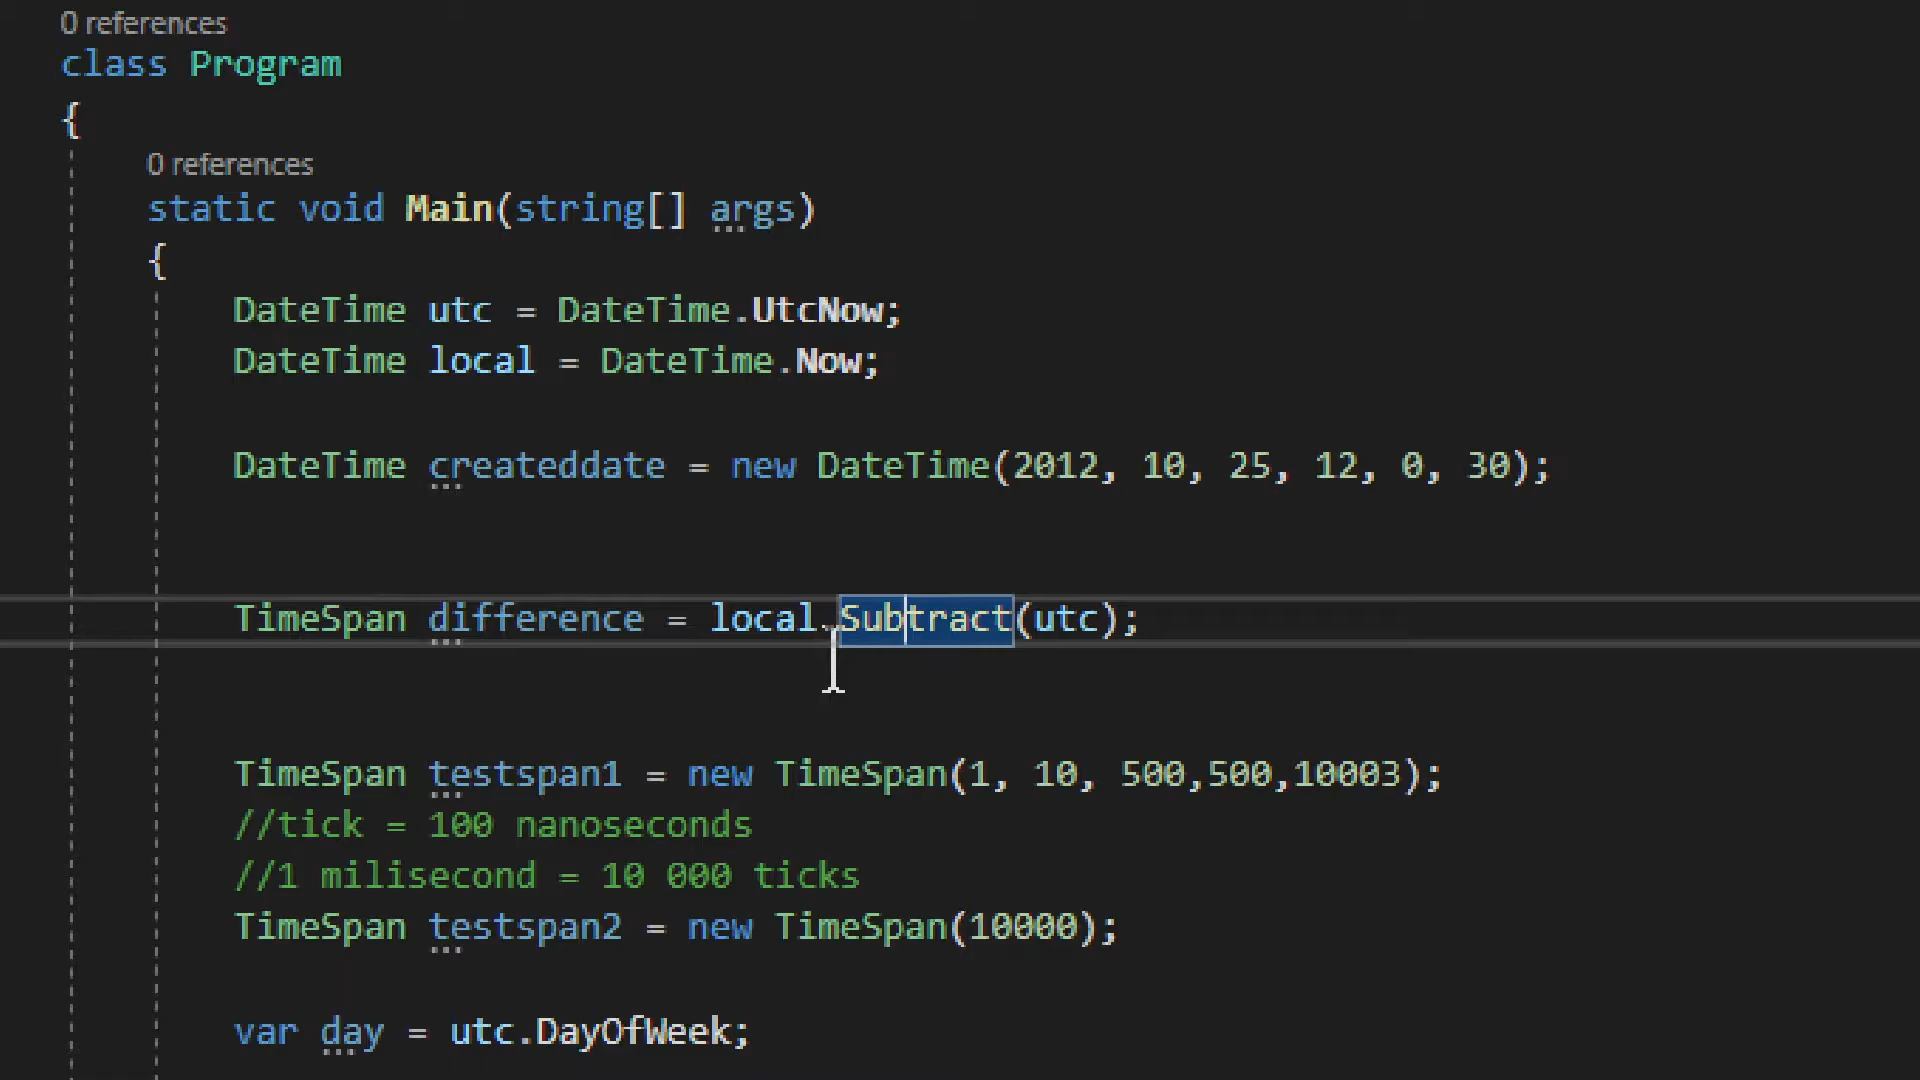 0 references
class Program
{
0 references
static void Main(string[] args)
{
DateTime utc = DateTime.UtcNow;
DateTime local = DateTime.Now;
DateTime createddate = new DateTime(2012, 10, 25, 12, 0, 30);
TimeSpan difference = local.Subtract(utc);
TimeSpan testspan1 = new TimeSpan(1, 10, 500,500,10003);
//tick = 100 nanoseconds
//1 milisecond = 10 000 ticks
TimeSpan testspan2 = new TimeSpan(10000);
var day = utc.DayOfWeek;